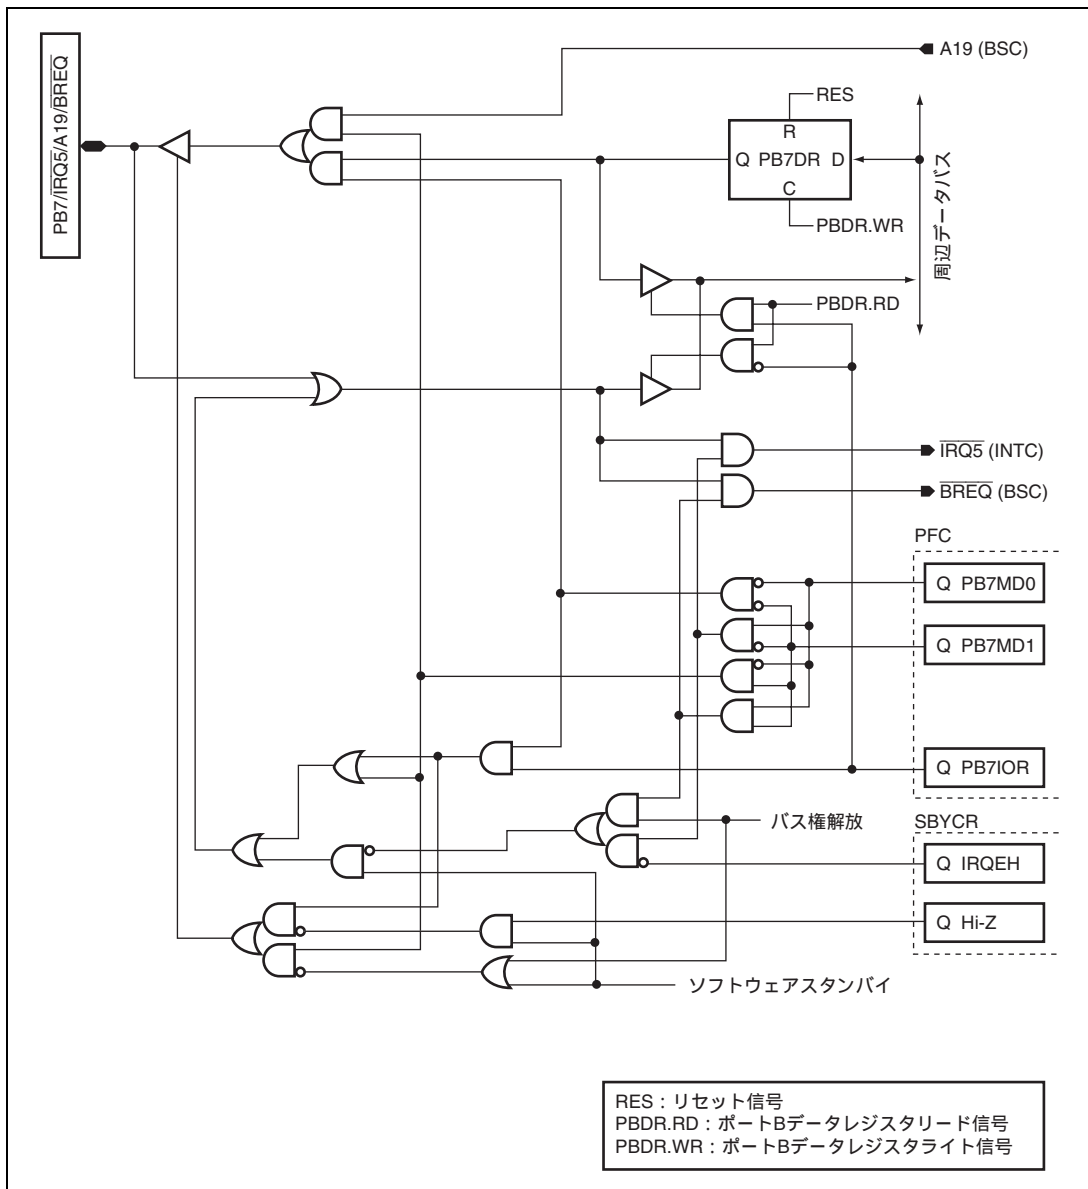 PB7/IRQ5/A19/BREQ
A19 (BSC)
RES
R
Q PB7DR D
C
PBDR.WR
周辺データバス
PBDR.RD
IRQ5 (INTC)
BREQ (BSC)
PFC
Q PB7MD0
Q PB7MD1
Q PB7IOR
バス権解放
SBYCR
Q IRQEH
Q Hi-Z
ソフトウェアスタンバイ
RES：リセット信号
PBDR.RD：ポートBデータレジスタリード信号
PBDR.WR：ポートBデータレジスタライト信号